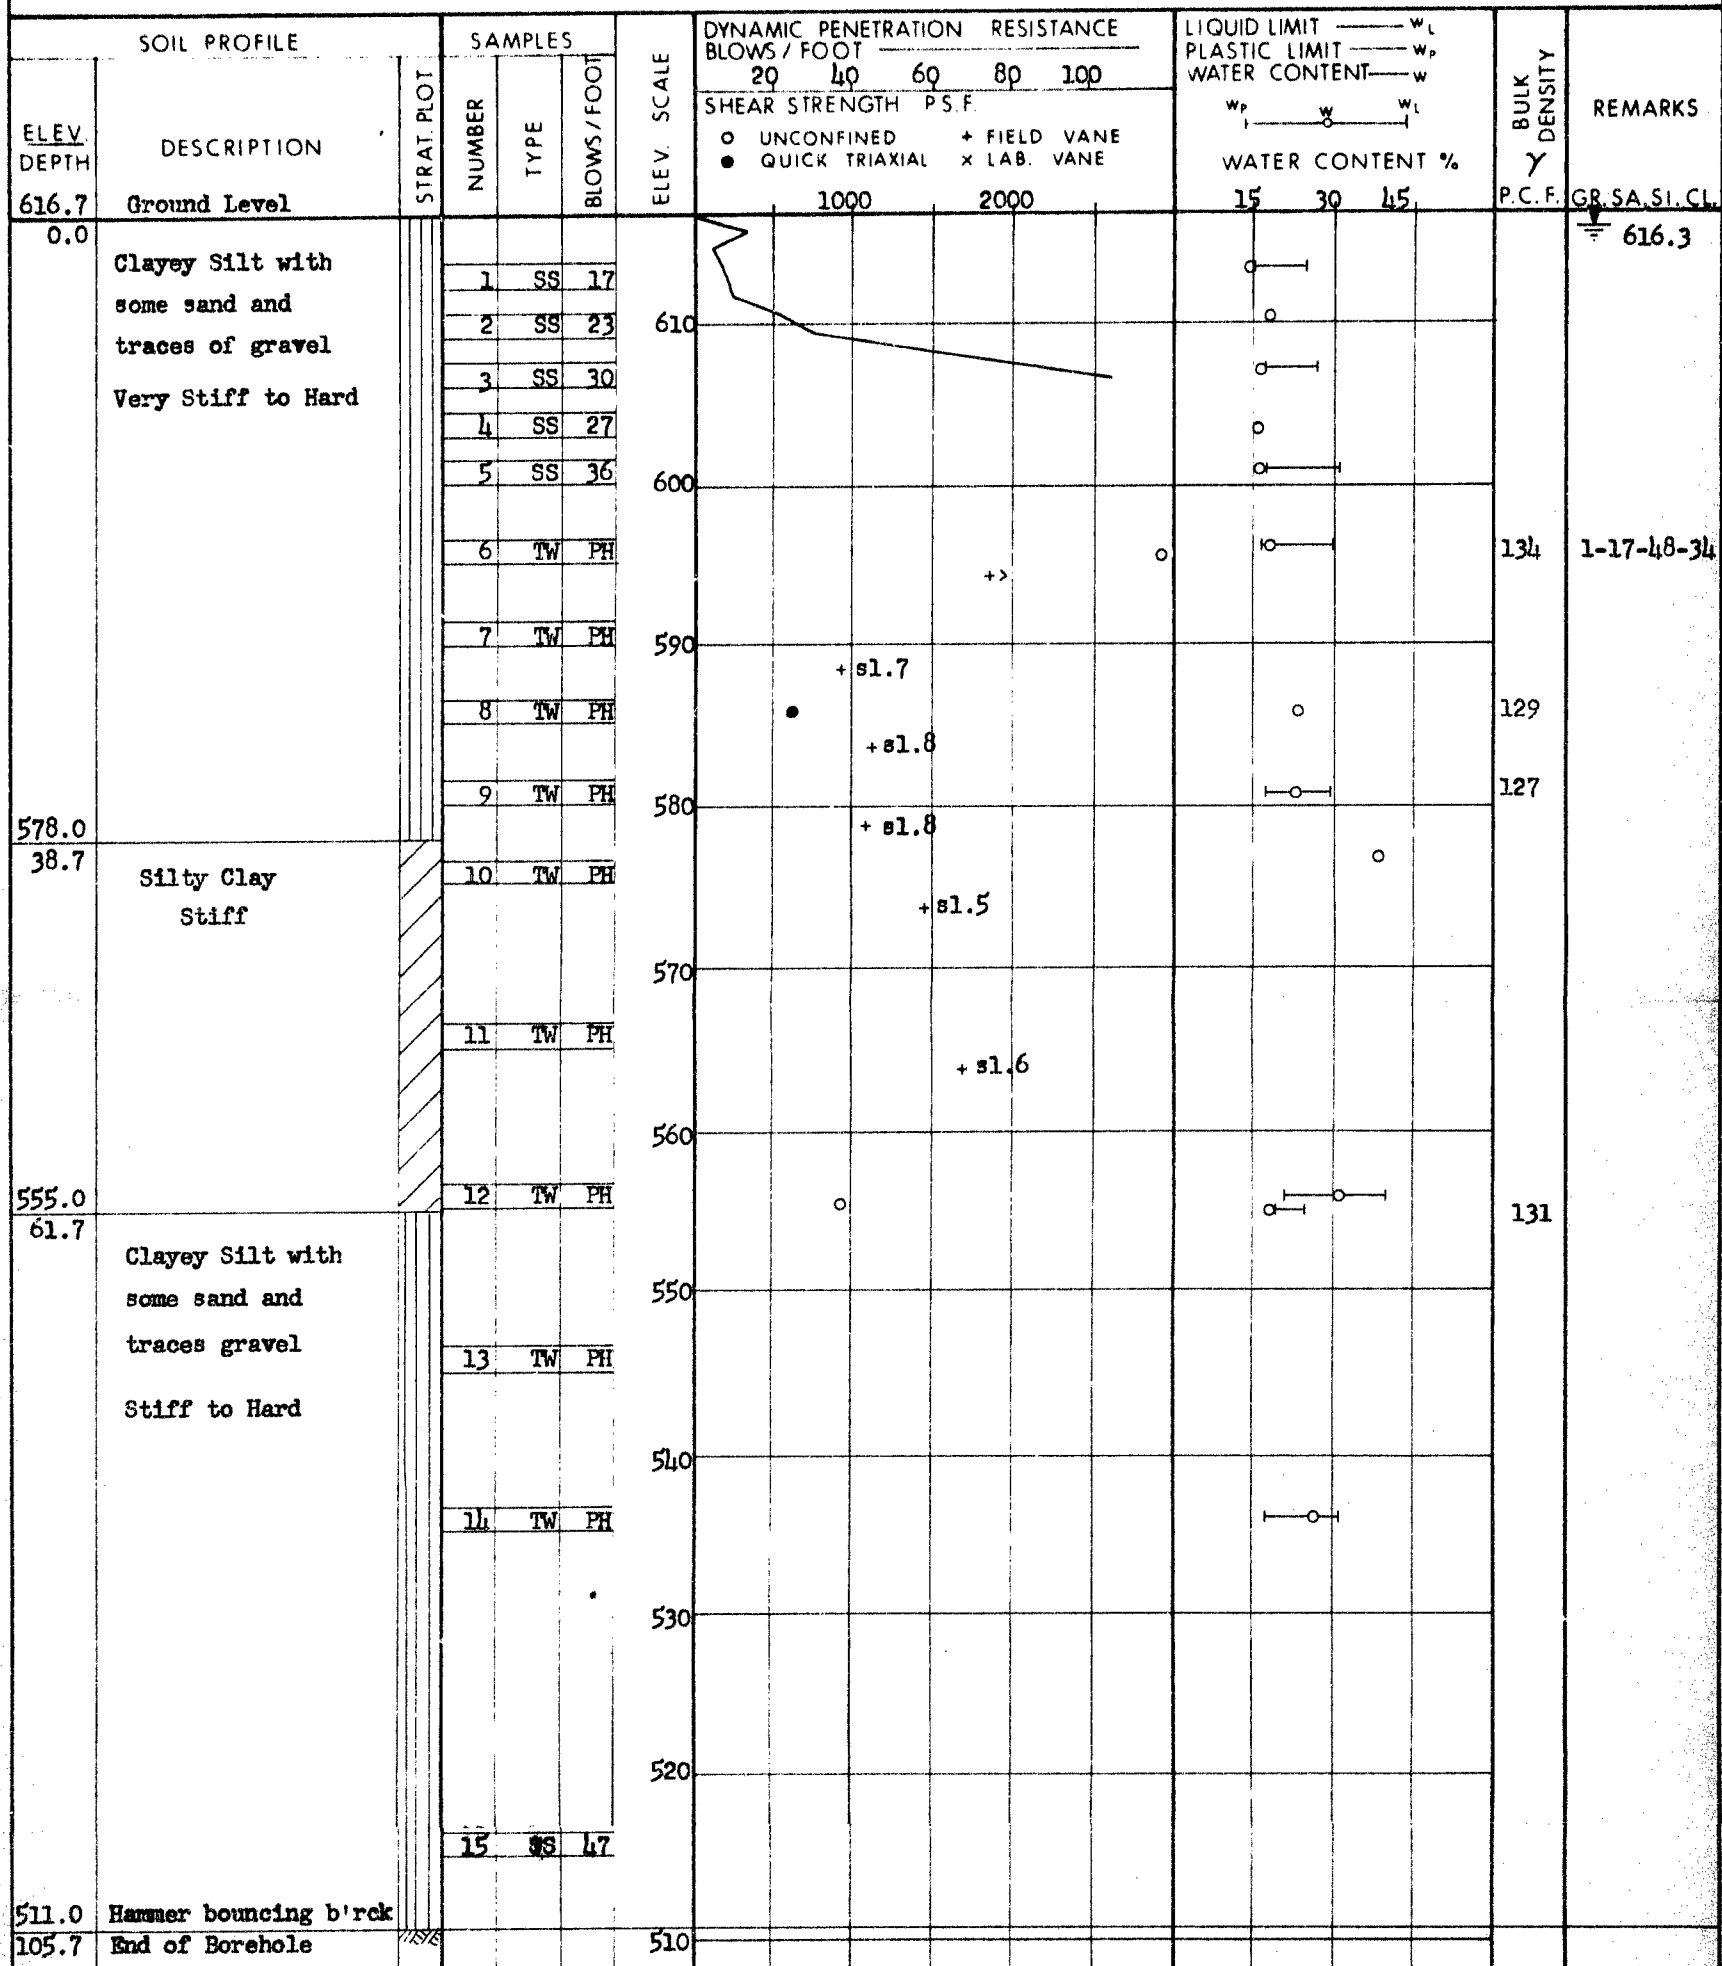 SOIL PROFILE
SAMPLES
ELEV. SCALE
DYNAMIC PENETRATION RESISTANCE
BLOWS / FOOT
20 40 60 80 100
SHEAR STRENGTH P.S.F.
o UNCONFINED + FIELD VANE
● QUICK TRIAXIAL x LAB. VANE
1000 2000
LIQUID LIMIT — wL
PLASTIC LIMIT — wP
WATER CONTENT — w
wP w wL
WATER CONTENT %
15 30 45
BULK DENSITY
γ
P.C.F.
REMARKS
GR.SA.SI.CL.
ELEV.
DEPTH
DESCRIPTION
STRAT. PLOT
NUMBER
TYPE
BLOWS / FOOT
616.7 Ground Level
0.0
616.3
Clayey Silt with
some sand and
traces of gravel
Very Stiff to Hard
1 SS 17
2 SS 23
610
3 SS 30
4 SS 27
5 SS 36
600
6 TW PH
134
1-17-48-34
+>
7 TW PH
590
+ s1.7
8 TW PH
129
+ s1.8
9 TW PH
580
127
+ s1.8
578.0
38.7
Silty Clay
Stiff
10 TW PH
+ s1.5
570
11 TW PH
+ s1.6
560
12 TW PH
555.0
61.7
131
Clayey Silt with
some sand and
traces gravel
Stiff to Hard
550
13 TW PH
540
14 TW PH
530
520
15 SS 47
511.0 Hammer bouncing b'rck
105.7 End of Borehole
510